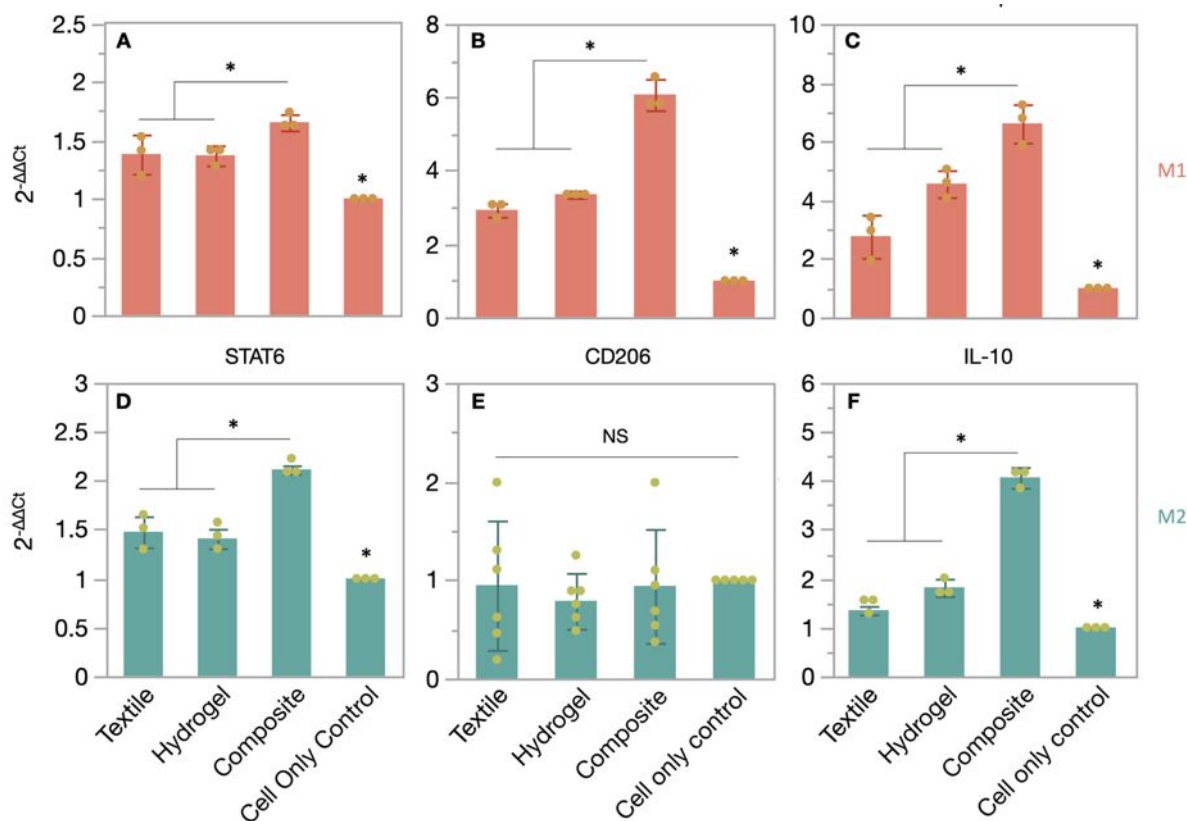 A
*
*
2.5
2
1.5
1
0.5
0
2-ΔΔCt
B
*
*
8
6
4
2
0
C
*
*
10
8
6
4
2
0
M1
STAT6
CD206
IL-10
D
*
*
3
2.5
2
1.5
1
0.5
0
2-ΔΔCt
E
NS
3
2
1
0
F
*
*
6
5
4
3
2
1
0
M2
Textile
Hydrogel
Composite
Cell Only Control
Textile
Hydrogel
Composite
Cell only control
Textile
Hydrogel
Composite
Cell only control